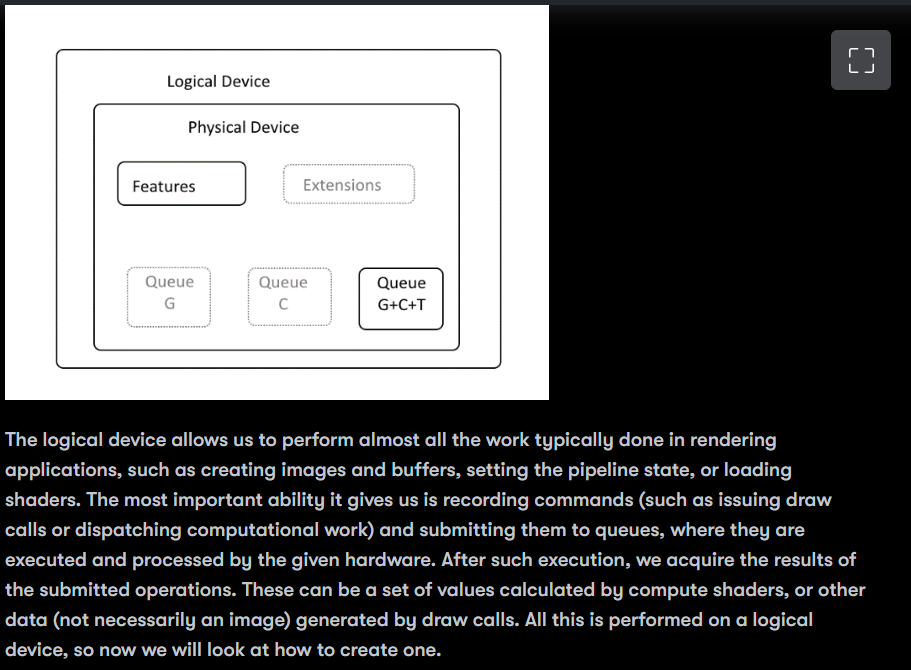 Logical Device
Physical Device
Features
Extensions
Queue
G
Queue
C
Queue
G+C+T
The logical device allows us to perform almost all the work typically done in rendering
applications, such as creating images and buffers, setting the pipeline state, or loading
shaders. The most important ability it gives us is recording commands (such as issuing draw
calls or dispatching computational work) and submitting them to queues, where they are
executed and processed by the given hardware. After such execution, we acquire the results of
the submitted operations. These can be a set of values calculated by compute shaders, or other
data (not necessarily an image) generated by draw calls. All this is performed on a logical
device, so now we will look at how to create one.